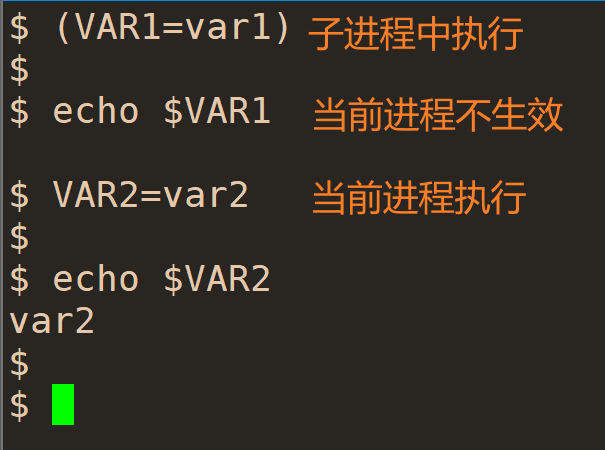 $ (VAR1=var1) 子进程中执行
$
$ echo $VAR1 当前进程不生效
$ VAR2=var2 当前进程执行
$
$ echo $VAR2
var2
$
$